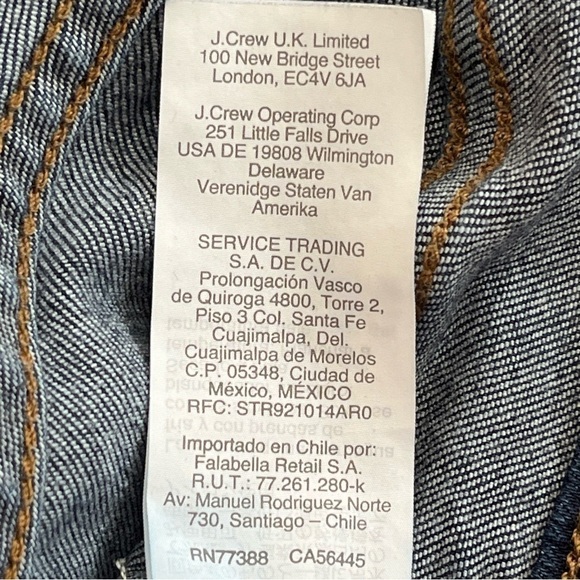 J.Crew U.K. Limited
100 New Bridge Street
London, EC4V 6JA
J.Crew Operating Corp
251 Little Falls Drive
USA DE 19808 Wilmington
Delaware
Verenidge Staten Van
Amerika
SERVICE TRADING
S.A. DE C.V.
Prolongación Vasco
de Quiroga 4800, Torre 2,
Piso 3 Col. Santa Fe
Cuajimalpa, Del.
Cuajimalpa de Morelos
C.P. 05348, Ciudad de
México, MÉXICO
RFC: STR921014AR0
Importado en Chile por:
Falabella Retail S.A.
R.U.T.: 77.261.280-k
Av: Manuel Rodriguez Norte
730, Santiago – Chile
RN77388 CA56445